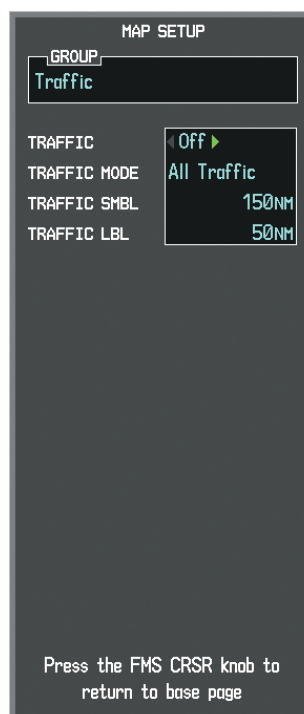 MAP SETUP
GROUP
Traffic
TRAFFIC Off
TRAFFIC MODE All Traffic
TRAFFIC SMBL 150NM
TRAFFIC LBL 50NM
Press the FMS CRSR knob to
return to base page